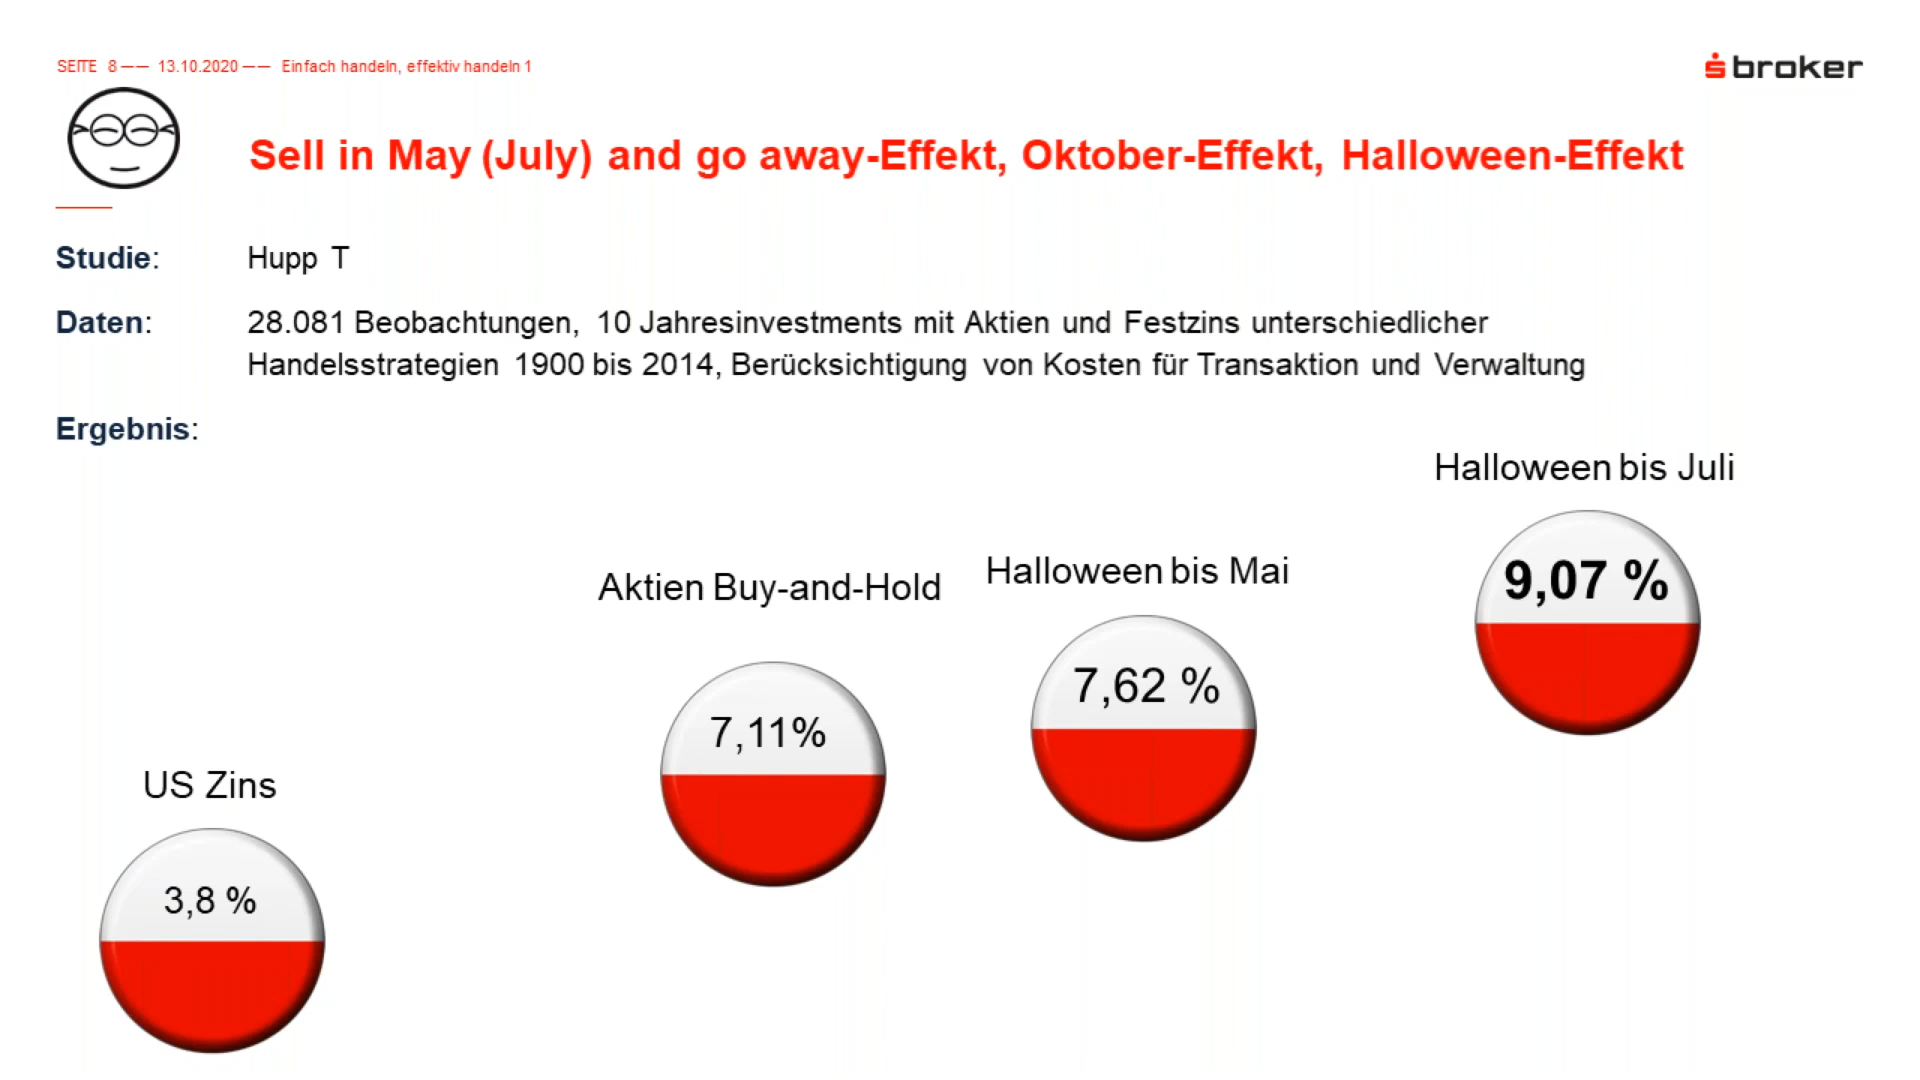 SEITE 8 —— 13.10.2020 —— Einfach handeln, effektiv handeln 1
broker
Sell in May (July) and go away-Effekt, Oktober-Effekt, Halloween-Effekt
Studie: Hupp T
Daten: 28.081 Beobachtungen, 10 Jahresinvestments mit Aktien und Festzins unterschiedlicher
Handelsstrategien 1900 bis 2014, Berücksichtigung von Kosten für Transaktion und Verwaltung
Ergebnis:
US Zins
3,8 %
Aktien Buy-and-Hold
7,11%
Halloween bis Mai
7,62 %
Halloween bis Juli
9,07 %